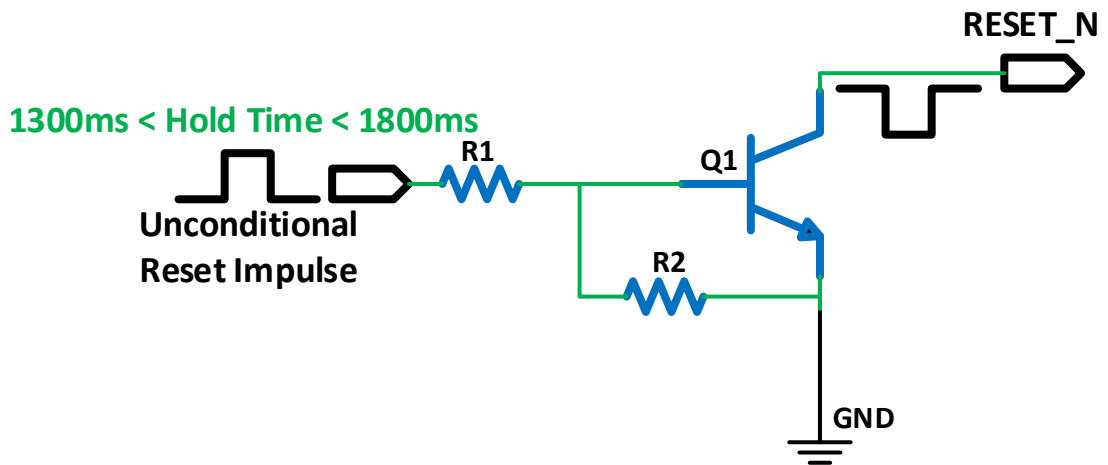 RESET_N
1300ms < Hold Time < 1800ms
R1
Q1
Unconditional
Reset Impulse
R2
GND